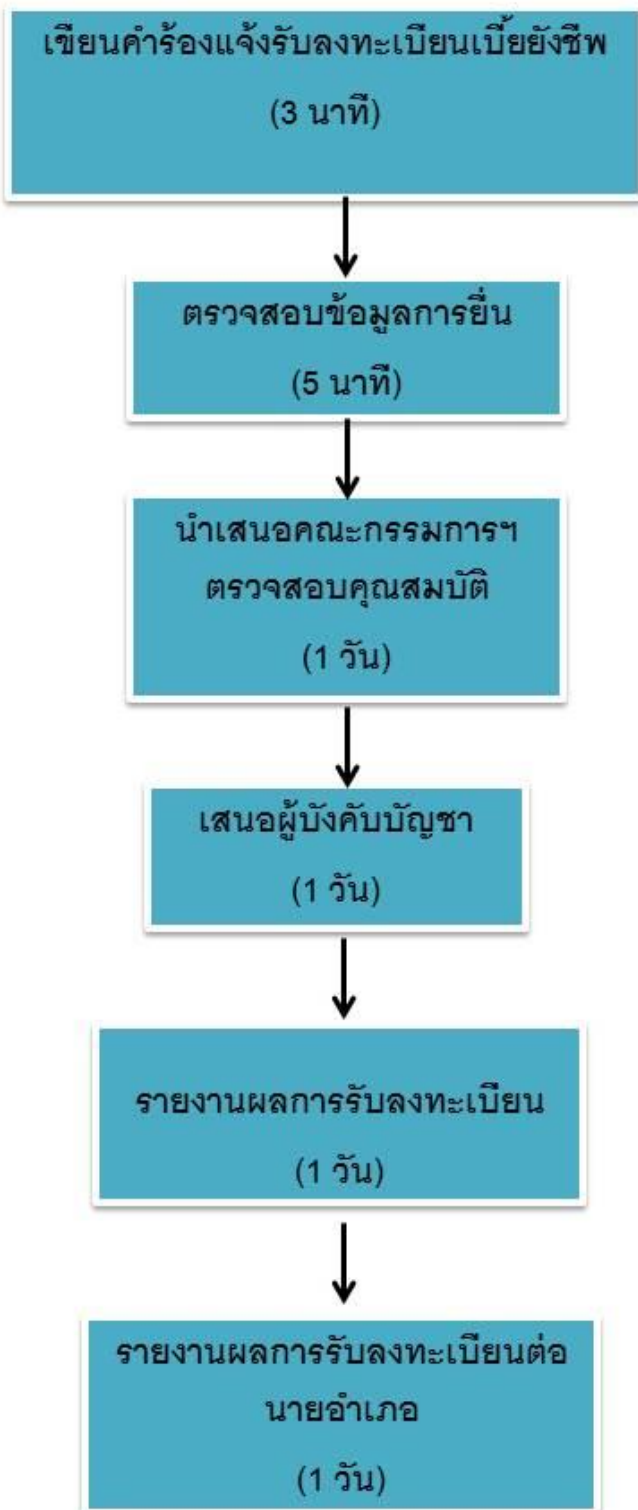 เขียนคำร้องแจ้งรับลงทะเบียนเบี้ยยังชีพ
(3 นาที)
ตรวจสอบข้อมูลการยื่น
(5 นาที)
นำเสนอคณะกรรมการฯ
ตรวจสอบคุณสมบัติ
(1 วัน)
เสนอผู้บังคับบัญชา
(1 วัน)
รายงานผลการรับลงทะเบียน
(1 วัน)
รายงานผลการรับลงทะเบียนต่อ
นายอำเภอ
(1 วัน)